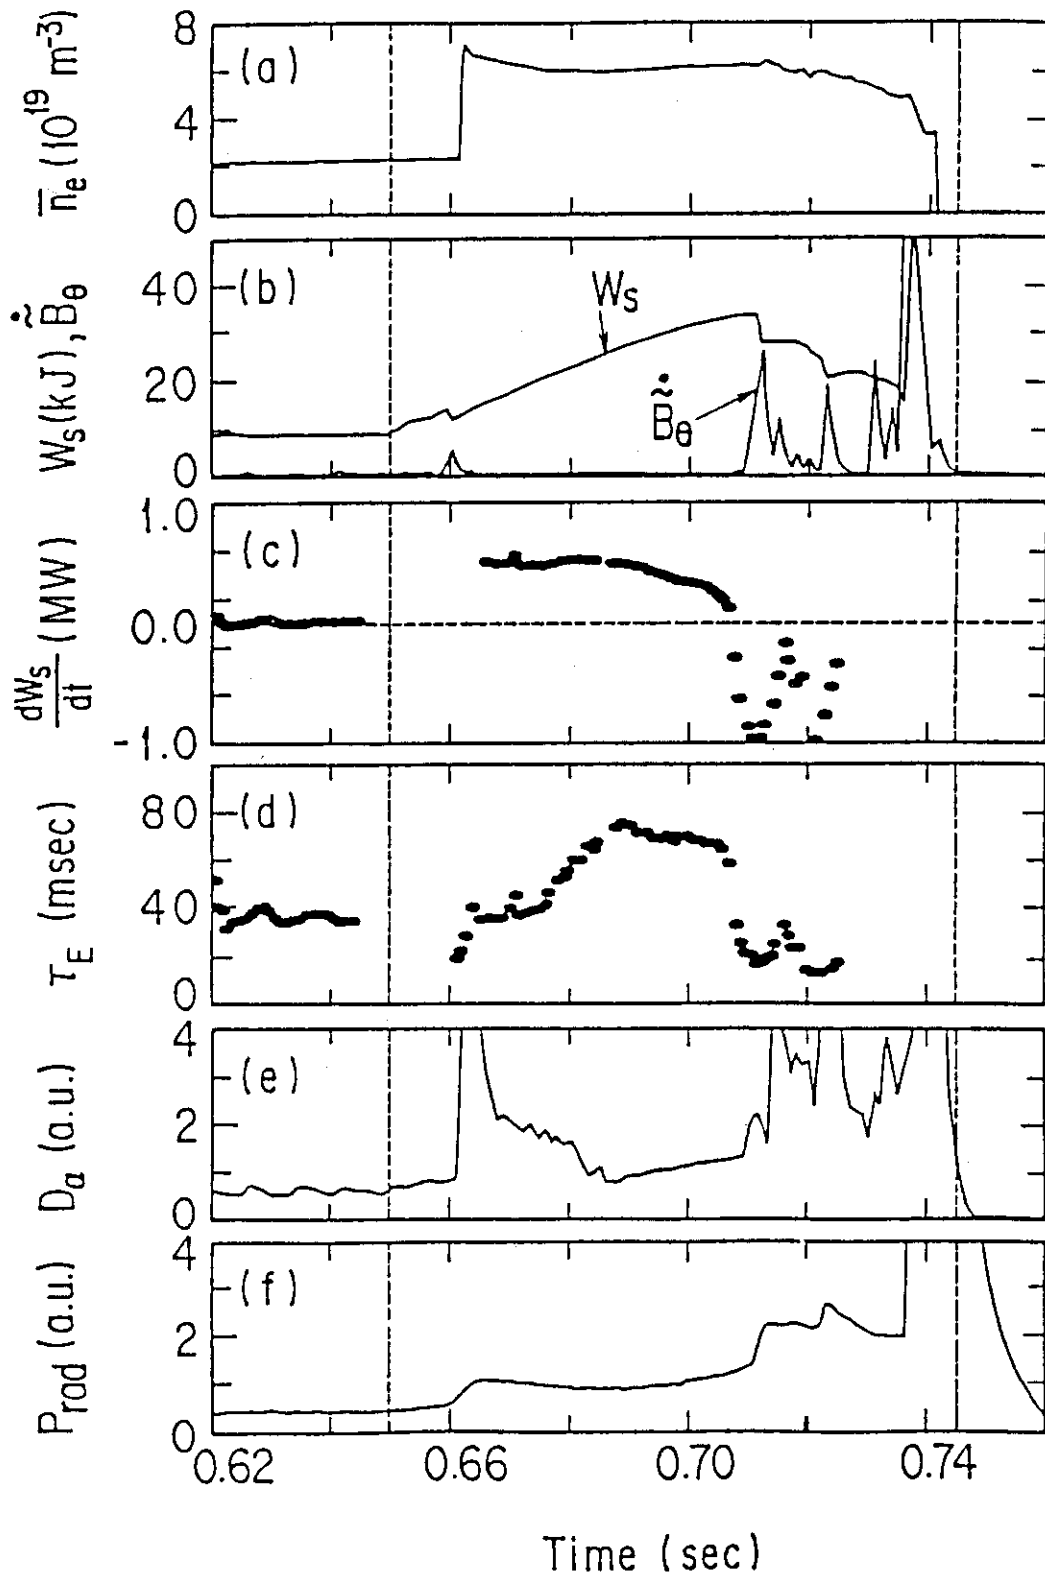 n̄e (10^19 m^-3)
8
4
0
(a)
Ws(kJ), B̃̇θ
40
20
0
(b)
Ws
B̃̇θ
dWs/dt (MW)
1.0
0.0
-1.0
(c)
τE (msec)
80
40
0
(d)
Dα (a.u.)
4
2
0
(e)
Prad (a.u.)
4
2
0
(f)
0.62 0.66 0.70 0.74
Time (sec)